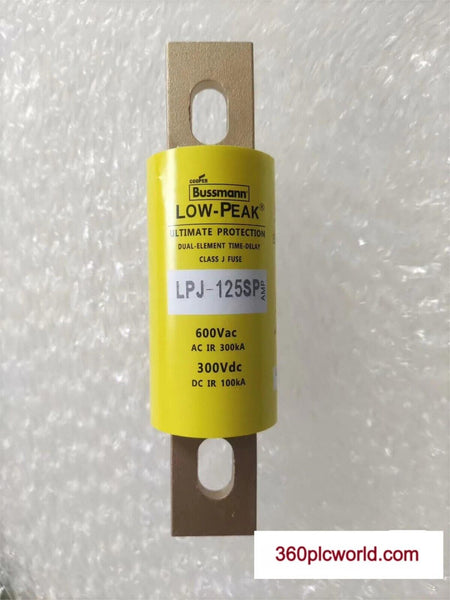 COOPER
Bussmann
LOW-PEAK®
ULTIMATE PROTECTION
DUAL-ELEMENT TIME-DELAY
CLASS J FUSE
LPJ-125SP
AMP
600Vac
AC IR 300kA
300Vdc
DC IR 100kA
360plcworld.com